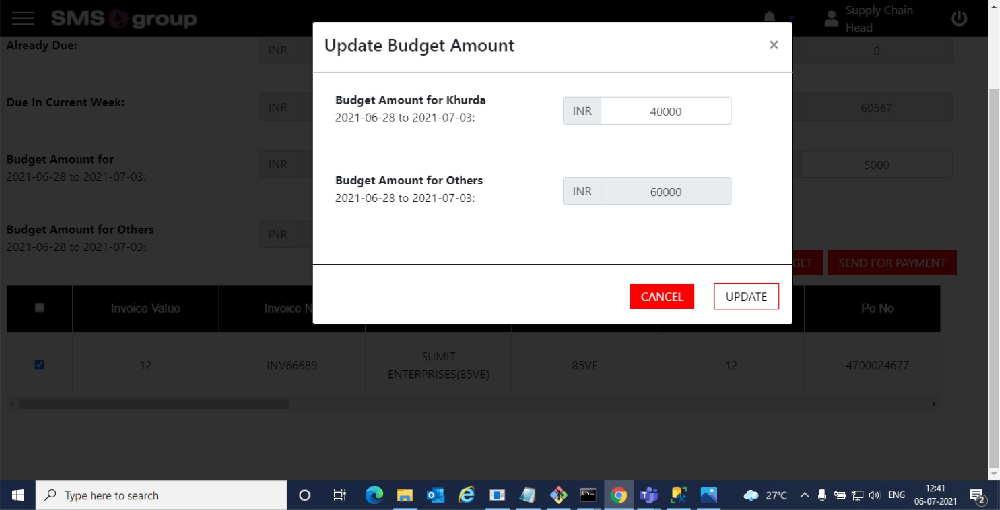 SMS group
Supply Chain
Head
Update Budget Amount
×
Already Due:
INR
0
Due In Current Week:
INR
60567
Budget Amount for Khurda
2021-06-28 to 2021-07-03:
INR
40000
Budget Amount for
2021-06-28 to 2021-07-03:
INR
5000
Budget Amount for Others
2021-06-28 to 2021-07-03:
INR
60000
Budget Amount for Others
2021-06-28 to 2021-07-03:
INR
GET
SEND FOR PAYMENT
CANCEL
UPDATE
Invoice Value
Invoice N
Po No
12
INV66689
SUMIT
ENTERPRISES(85VE)
85VE
12
4700024677
Type here to search
27°C
ENG
12:41
06-07-2021
2